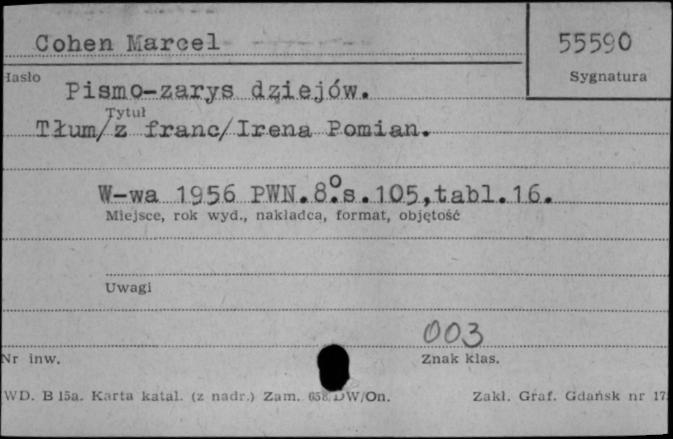 Cohen Marcel
55590
Hasło
Sygnatura
Pismo-zarys dziejów.
Tytuł
Tłum/z franc/Irena Pomian.
W-wa 1956 PWN.8°s.105,tabl.16.
Miejsce, rok wyd., nakładca, format, objętość
Uwagi
003
Nr inw.
Znak klas.
WD. B 15a. Karta katal. (z nadr.) Zam. 658/DW/On.
Zakł. Graf. Gdańsk nr 17